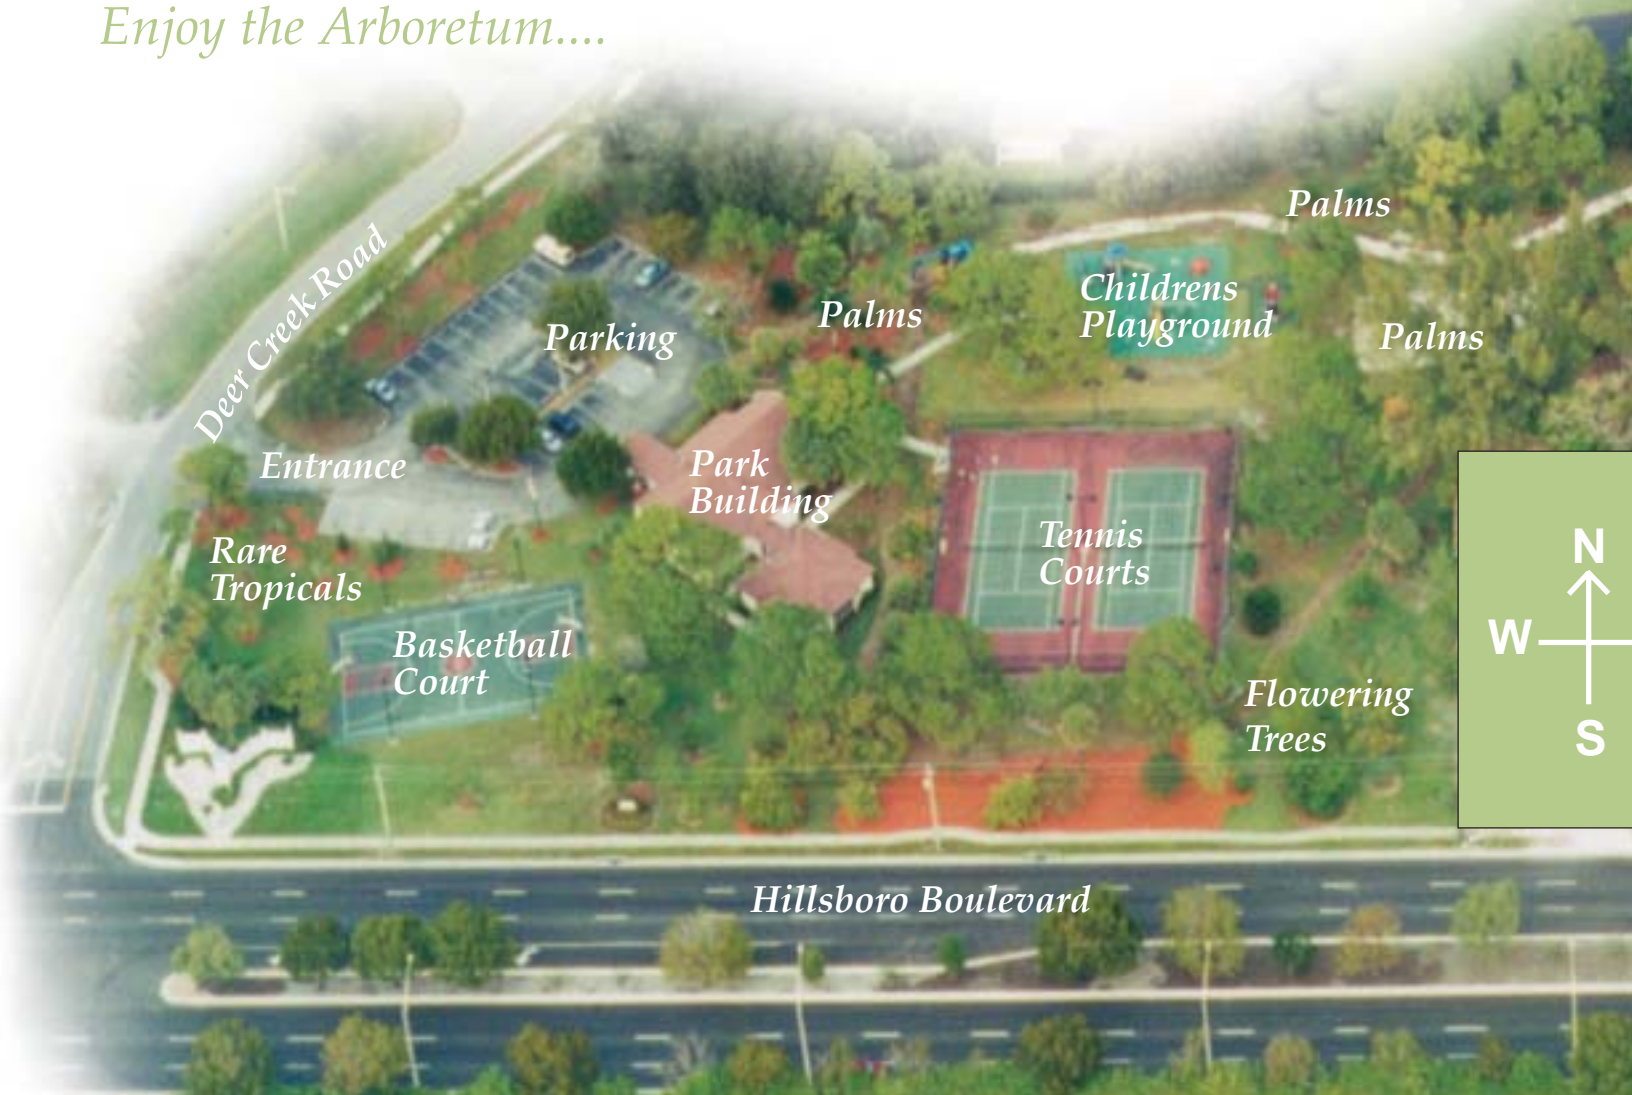 Enjoy the Arboretum....
Palms
Deer Creek Road
Childrens
Playground
Palms
Parking
Palms
Park
Building
Entrance
Tennis
Courts
Rare
Tropicals
N
W
S
Basketball
Court
Flowering
Trees
Hillsboro Boulevard